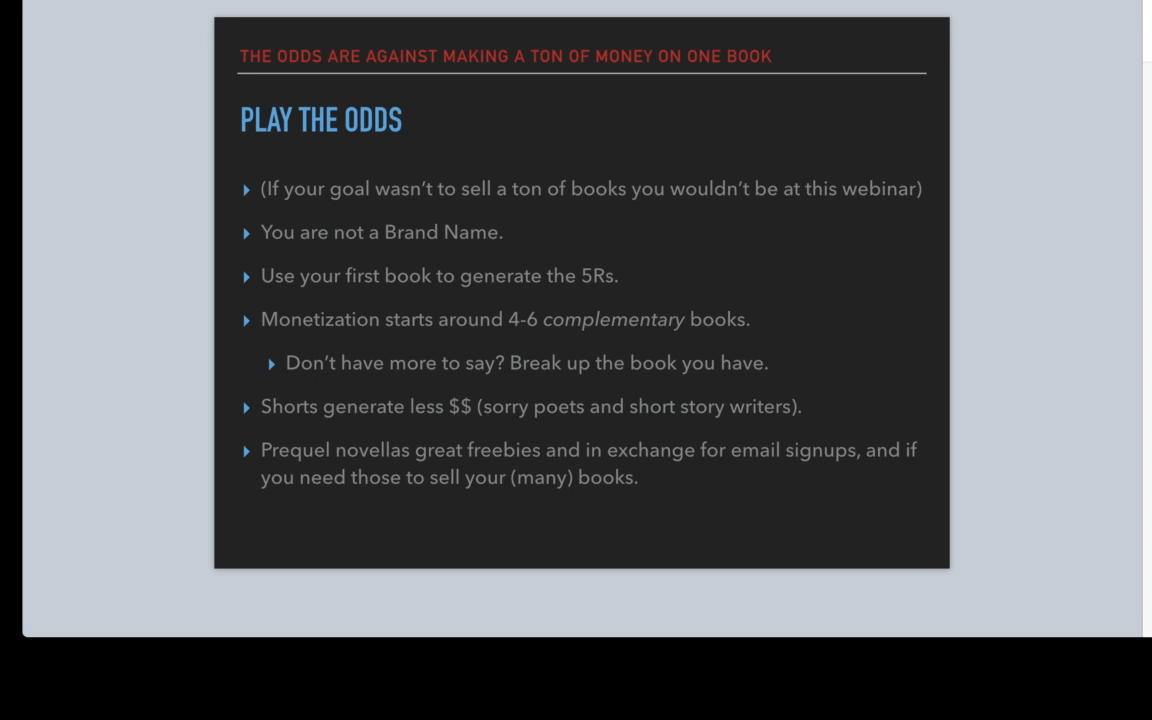 THE ODDS ARE AGAINST MAKING A TON OF MONEY ON ONE BOOK
PLAY THE ODDS
(If your goal wasn't to sell a ton of books you wouldn't be at this webinar)
You are not a Brand Name.
Use your first book to generate the 5Rs.
Monetization starts around 4-6 complementary books.
Don't have more to say? Break up the book you have.
Shorts generate less $$ (sorry poets and short story writers).
Prequel novellas great freebies and in exchange for email signups, and if
you need those to sell your (many) books.